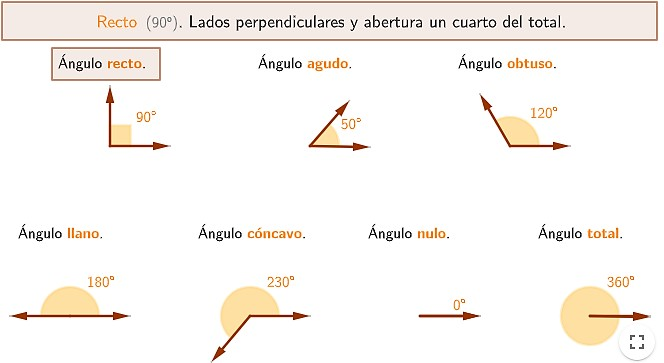 Recto (90°). Lados perpendiculares y abertura un cuarto del total.
Ángulo recto. Ángulo agudo. Ángulo obtuso.
90° 50° 120°
Ángulo llano. Ángulo cóncavo. Ángulo nulo. Ángulo total.
180° 230° 0° 360°